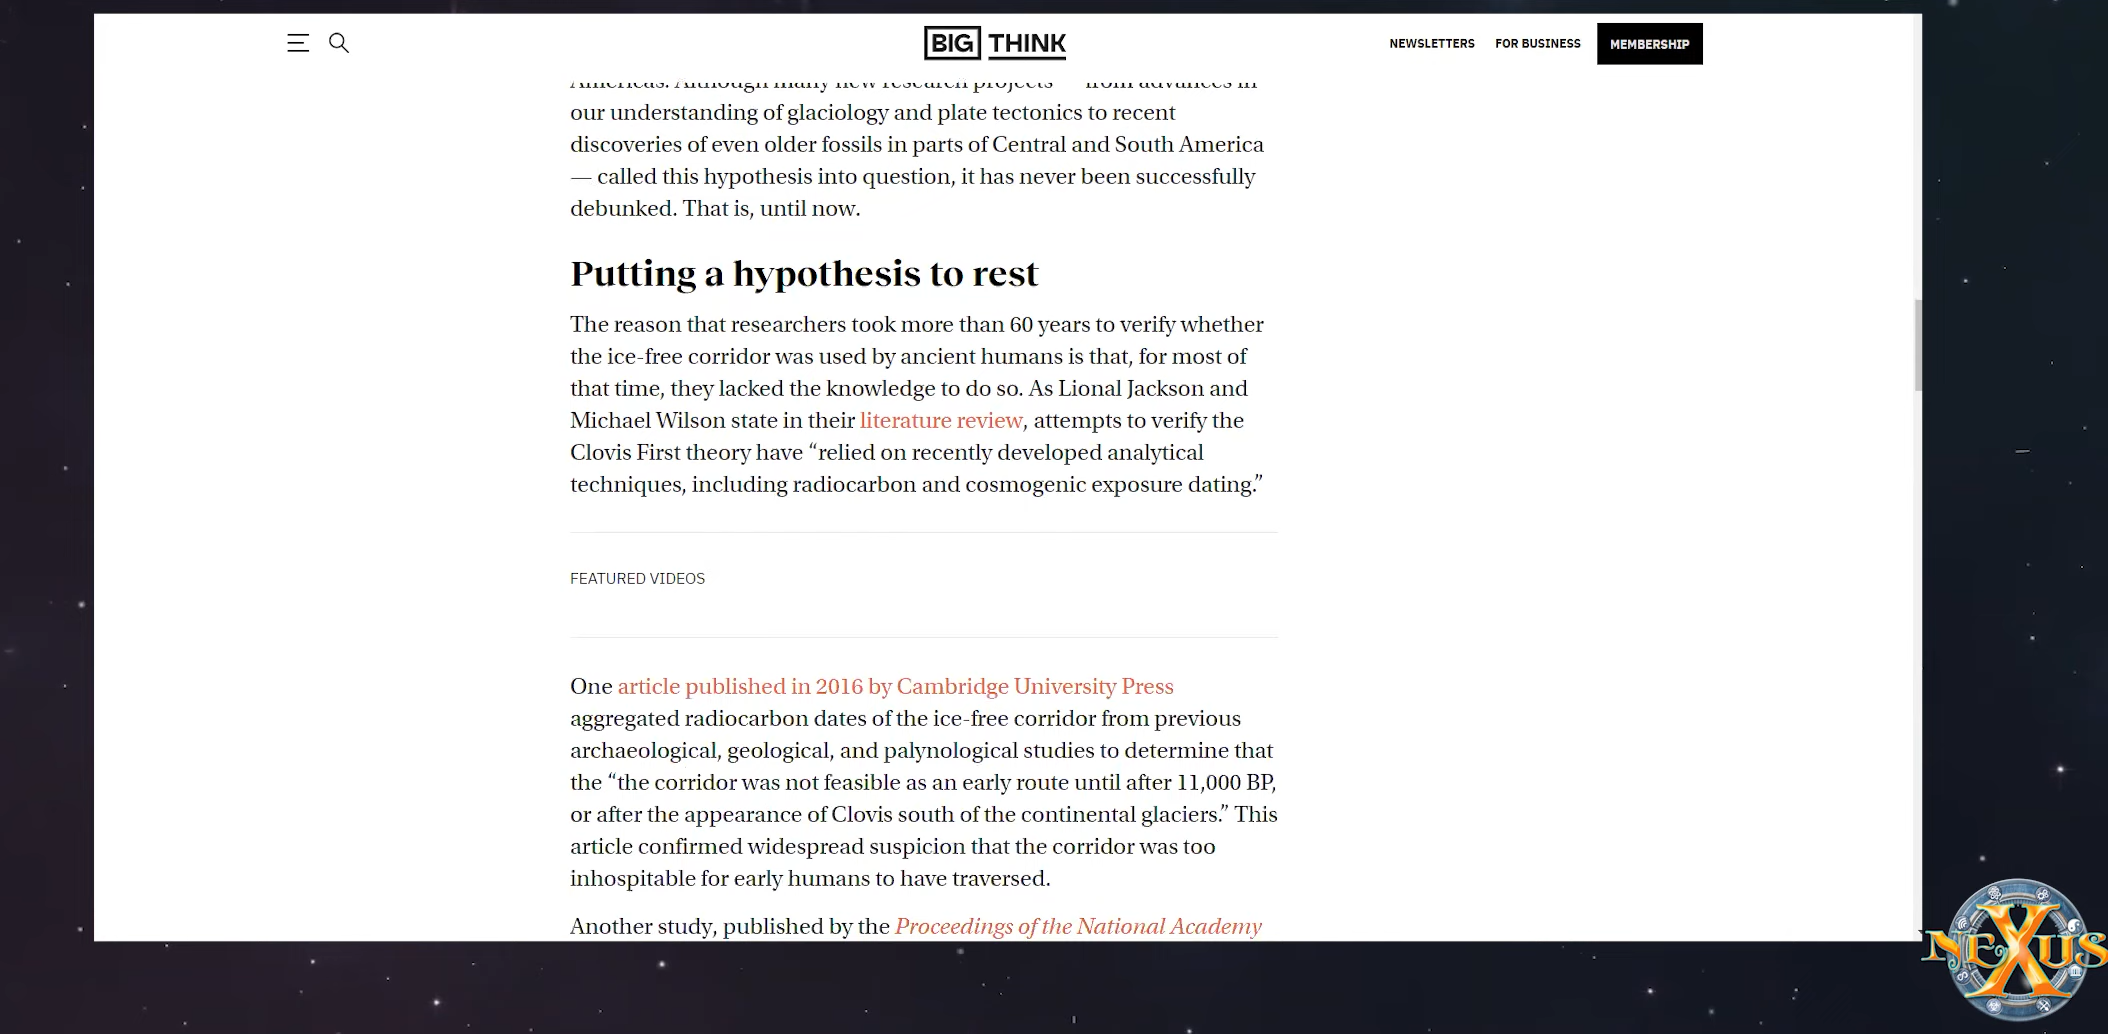 BIG THINK
NEWSLETTERS
FOR BUSINESS
MEMBERSHIP
Americas. Although many new research projects — from advances in
our understanding of glaciology and plate tectonics to recent
discoveries of even older fossils in parts of Central and South America
— called this hypothesis into question, it has never been successfully
debunked. That is, until now.
Putting a hypothesis to rest
The reason that researchers took more than 60 years to verify whether
the ice-free corridor was used by ancient humans is that, for most of
that time, they lacked the knowledge to do so. As Lional Jackson and
Michael Wilson state in their literature review, attempts to verify the
Clovis First theory have “relied on recently developed analytical
techniques, including radiocarbon and cosmogenic exposure dating.”
FEATURED VIDEOS
One article published in 2016 by Cambridge University Press
aggregated radiocarbon dates of the ice-free corridor from previous
archaeological, geological, and palynological studies to determine that
the “the corridor was not feasible as an early route until after 11,000 BP,
or after the appearance of Clovis south of the continental glaciers.” This
article confirmed widespread suspicion that the corridor was too
inhospitable for early humans to have traversed.
Another study, published by the Proceedings of the National Academy
NEXUS